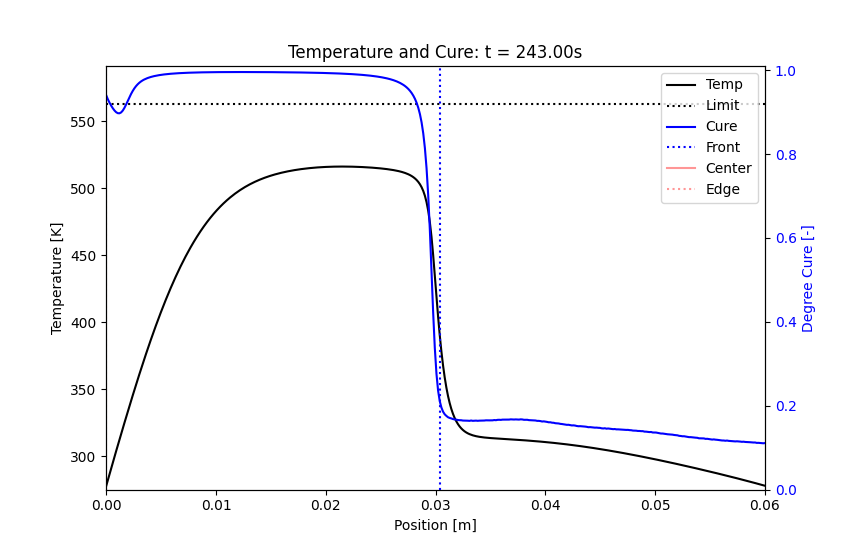 Temperature and Cure: t = 243.00s
Temp
Limit
Cure
Front
Center
Edge
Temperature [K]
550
500
450
400
350
300
1.0
0.8
0.6
0.4
0.2
0.0
Degree Cure [-]
0.00 0.01 0.02 0.03 0.04 0.05 0.06
Position [m]